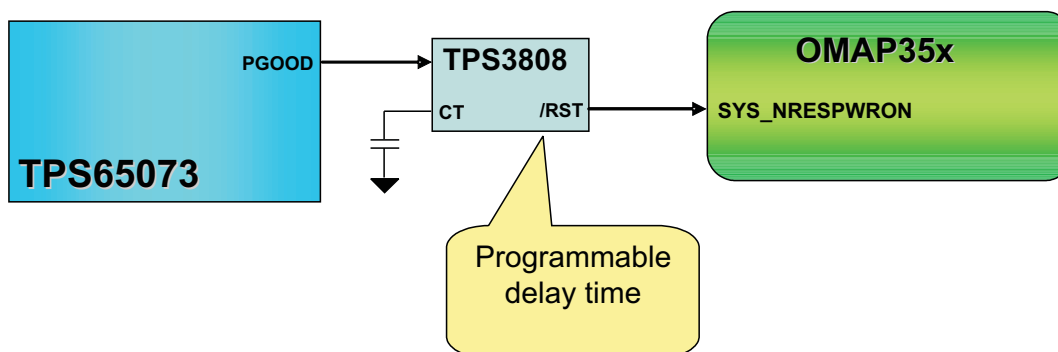 PGOOD
TPS65073
TPS3808
CT
/RST
OMAP35x
SYS_NRESPWRON
Programmable
delay time